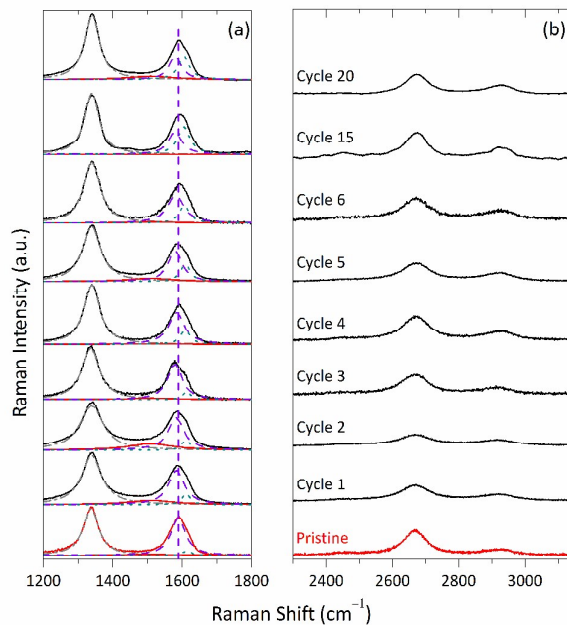 (a)
(b)
Cycle 20
Cycle 15
Cycle 6
Cycle 5
Cycle 4
Cycle 3
Cycle 2
Cycle 1
Pristine
Raman Intensity (a.u.)
1200 1400 1600 1800 2400 2600 2800 3000
Raman Shift (cm⁻¹)